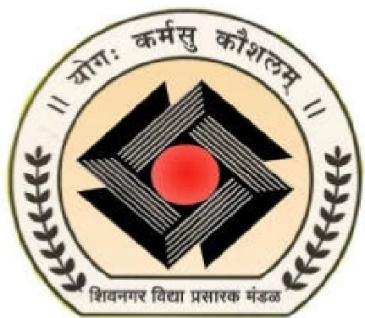 ॥ योगः कर्मसु कौशलम् ॥
शिवनगर विद्या प्रसारक मंडळ